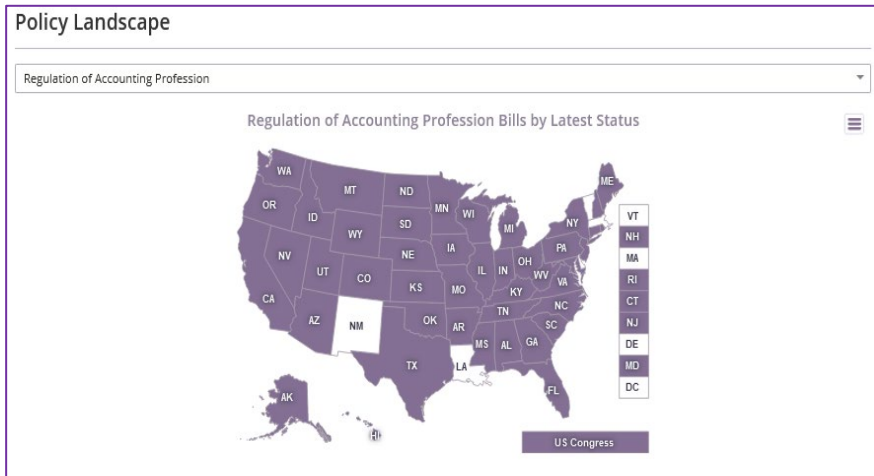 Policy Landscape
Regulation of Accounting Profession
Regulation of Accounting Profession Bills by Latest Status
WA
MT
ND
MN
ME
OR
ID
SD
WI
MI
NY
VT
WY
NH
NV
NE
IA
PA
MA
UT
CO
IL
IN
OH
WV
VA
RI
CA
KS
MO
KY
CT
AZ
NM
OK
AR
TN
NC
NJ
SC
DE
TX
LA
MS
AL
GA
MD
FL
DC
AK
HI
US Congress